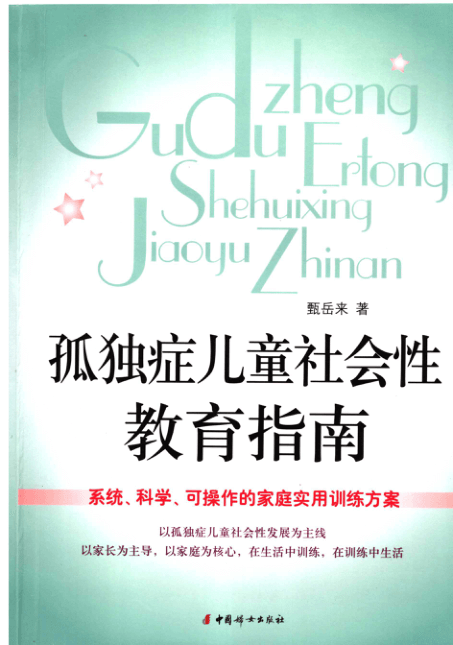 Guduzheng
Ertong
Shehuixing
Jiaoyu Zhinan
甄岳来 著
孤独症儿童社会性
教育指南
系统、科学、可操作的家庭实用训练方案
以孤独症儿童社会性发展为主线
以家长为主导，以家庭为核心，在生活中训练，在训练中生活
中国妇女出版社